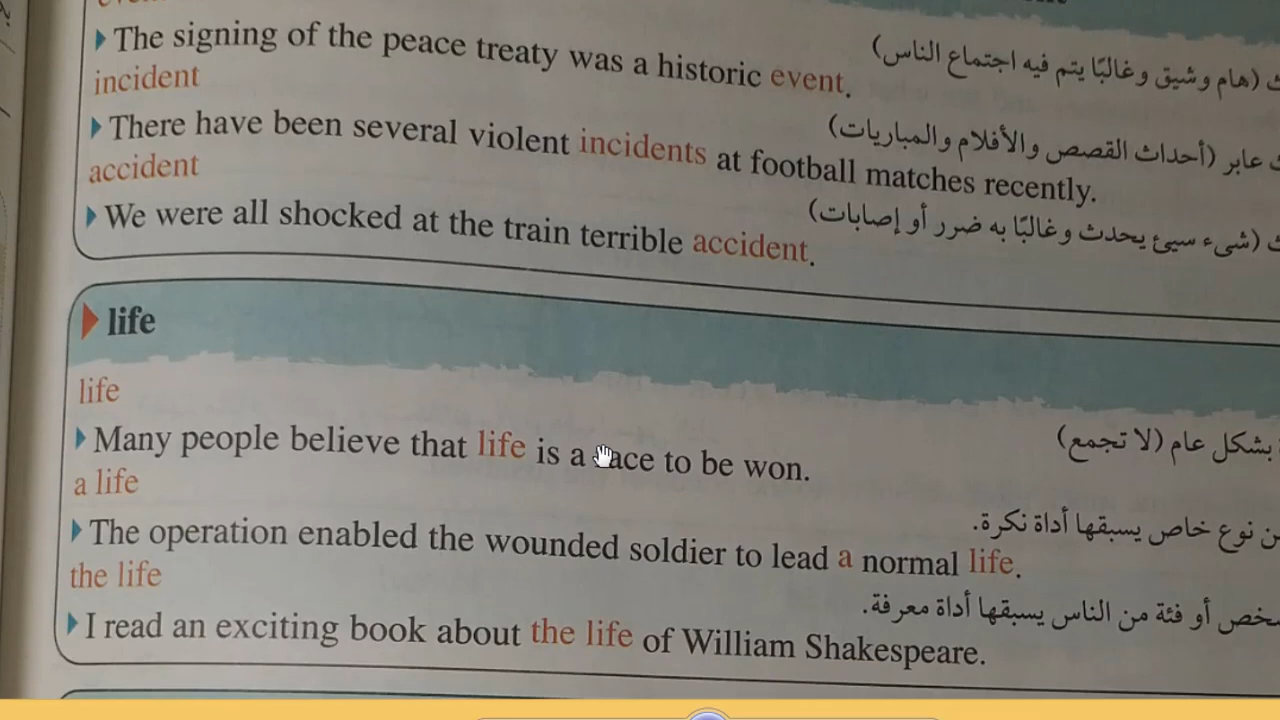 The signing of the peace treaty was a historic event.
(هام وشيق وغالبًا يتم فيه اجتماع الناس)
incident
There have been several violent incidents at football matches recently.
عابر (أحداث القصص والأفلام والمباريات)
accident
We were all shocked at the train terrible accident.
(شىء سيئ يحدث وغالبًا به ضرر أو إصابات)
life
life
بشكل عام (لا تجمع)
Many people believe that life is a race to be won.
a life
نوع خاص يسبقها أداة نكرة.
The operation enabled the wounded soldier to lead a normal life.
the life
أو فئة من الناس يسبقها أداة معرفة.
I read an exciting book about the life of William Shakespeare.